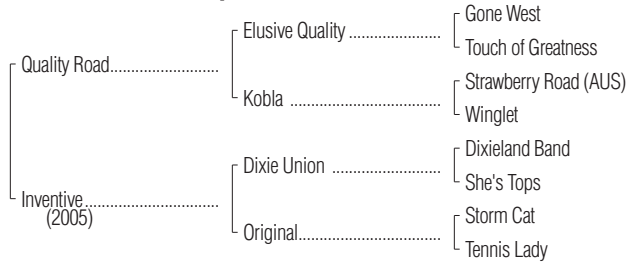 Gone West
Elusive Quality ....................
Touch of Greatness
Quality Road........................
Strawberry Road (AUS)
Kobla .................................
Winglet
Dixieland Band
Dixie Union ........................
She's Tops
Inventive..............................
(2005)
Storm Cat
Original...............................
Tennis Lady